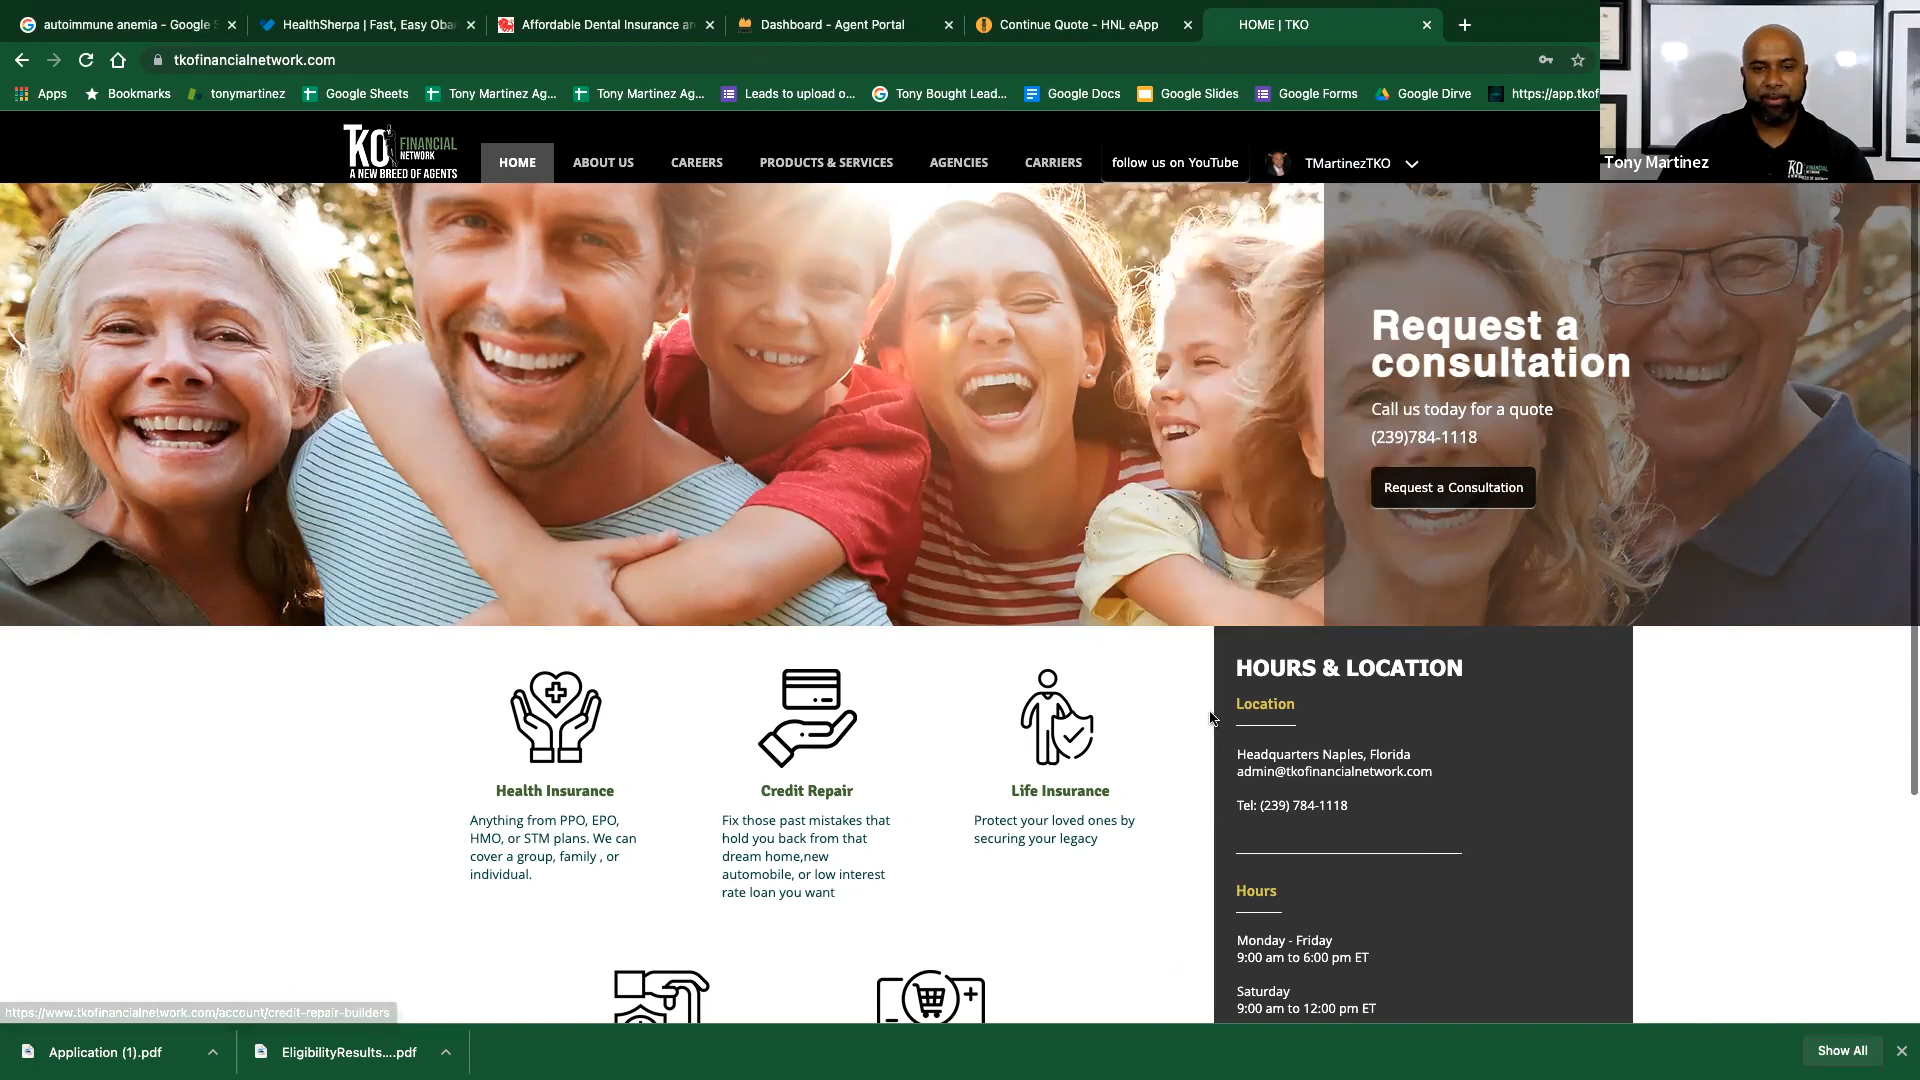 autoimmune anemia - Google S
HealthSherpa | Fast, Easy Oba
Affordable Dental Insurance an
Dashboard - Agent Portal
Continue Quote - HNL eApp
HOME | TKO
tkofinancialnetwork.com
Apps
Bookmarks
tonymartinez
Google Sheets
Tony Martinez Ag...
Tony Martinez Ag...
Leads to upload o...
Tony Bought Lead...
Google Docs
Google Slides
Google Forms
Google Dirve
https://app.tkof
TKO FINANCIAL NETWORK
A NEW BREED OF AGENTS
HOME
ABOUT US
CAREERS
PRODUCTS & SERVICES
AGENCIES
CARRIERS
follow us on YouTube
TMartinezTKO
Tony Martinez
TKO FINANCIAL
Request a
consultation
Call us today for a quote
(239)784-1118
Request a Consultation
Health Insurance
Anything from PPO, EPO,
HMO, or STM plans. We can
cover a group, family , or
individual.
Credit Repair
Fix those past mistakes that
hold you back from that
dream home,new
automobile, or low interest
rate loan you want
Life Insurance
Protect your loved ones by
securing your legacy
HOURS & LOCATION
Location
Headquarters Naples, Florida
admin@tkofinancialnetwork.com
Tel: (239) 784-1118
Hours
Monday - Friday
9:00 am to 6:00 pm ET
Saturday
9:00 am to 12:00 pm ET
https://www.tkofinancialnetwork.com/account/credit-repair-builders
Application (1).pdf
EligibilityResults....pdf
Show All